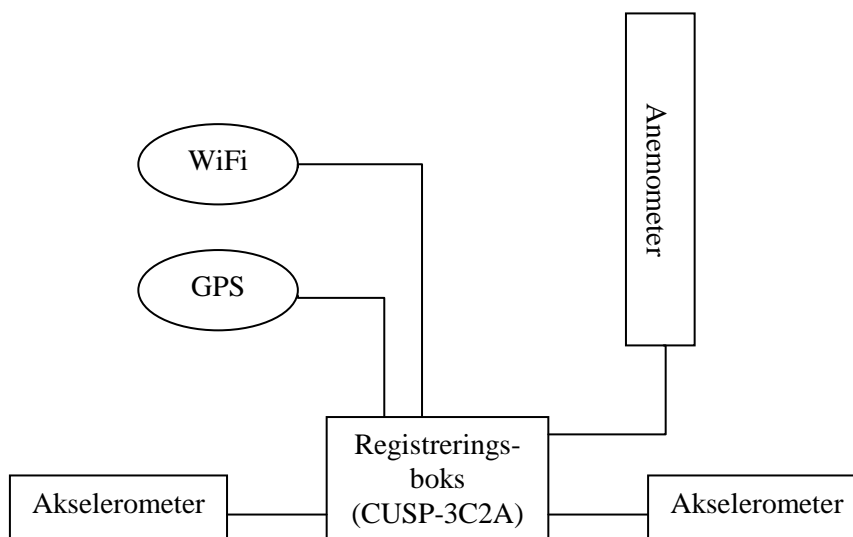 WiFi
Anemometer
GPS
Registrerings-
boks
(CUSP-3C2A)
Akselerometer
Akselerometer